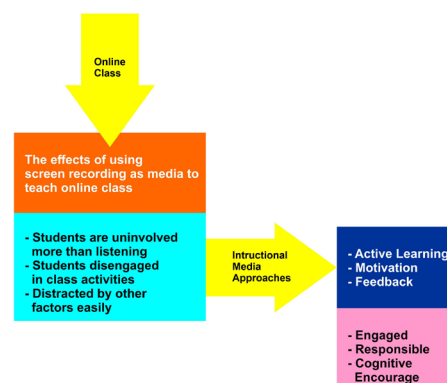 Online
Class
The effects of using
screen recording as media to
teach online class
- Students are uninvolved
more than listening
- Students disengaged
in class activities
- Distracted by other
factors easily
Intructional
Media
Approaches
- Active Learning
- Motivation
- Feedback
- Engaged
- Responsible
- Cognitive
Encourage